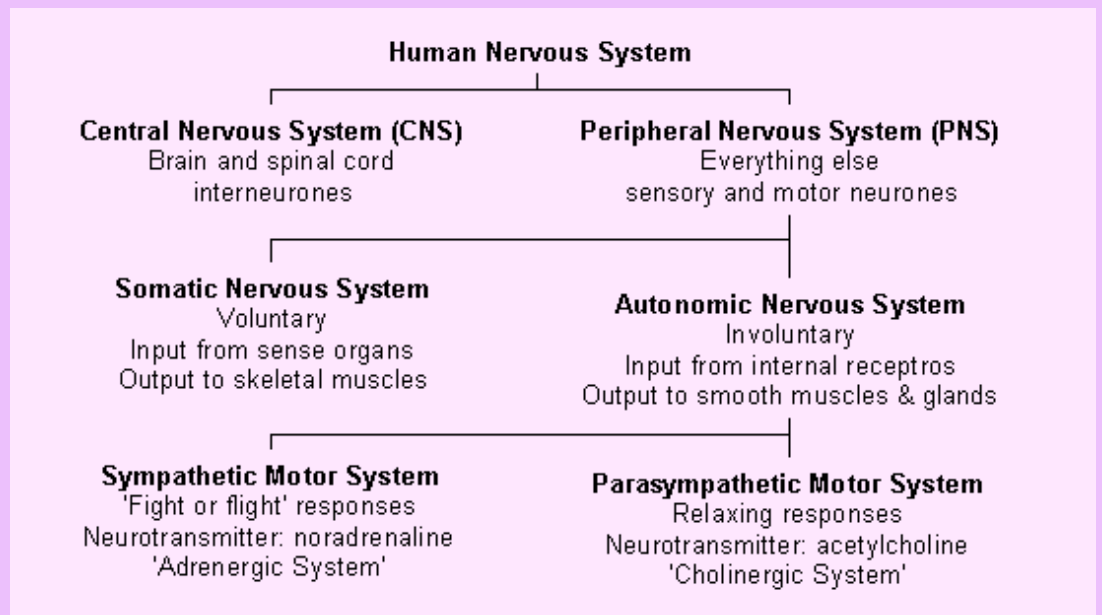 Human Nervous System
Central Nervous System (CNS)
Brain and spinal cord
interneurones
Peripheral Nervous System (PNS)
Everything else
sensory and motor neurones
Somatic Nervous System
Voluntary
Input from sense organs
Output to skeletal muscles
Autonomic Nervous System
Involuntary
Input from internal receptros
Output to smooth muscles & glands
Sympathetic Motor System
'Fight or flight' responses
Neurotransmitter: noradrenaline
'Adrenergic System'
Parasympathetic Motor System
Relaxing responses
Neurotransmitter: acetylcholine
'Cholinergic System'